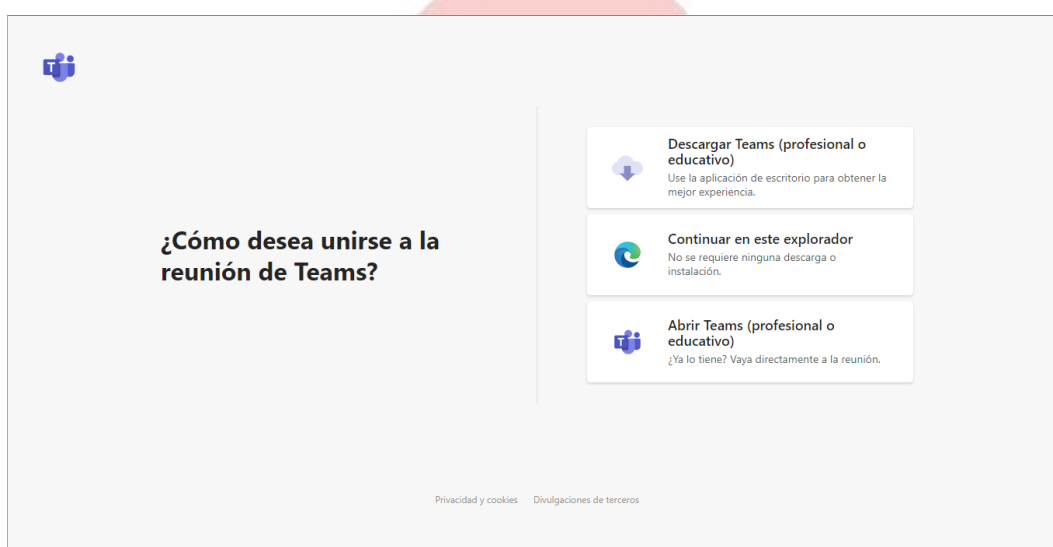 ¿Cómo desea unirse a la
reunión de Teams?
Descargar Teams (profesional o
educativo)
Use la aplicación de escritorio para obtener la
mejor experiencia.
Continuar en este explorador
No se requiere ninguna descarga o
instalación.
Abrir Teams (profesional o
educativo)
¿Ya lo tiene? Vaya directamente a la reunión.
Privacidad y cookies Divulgaciones de terceros